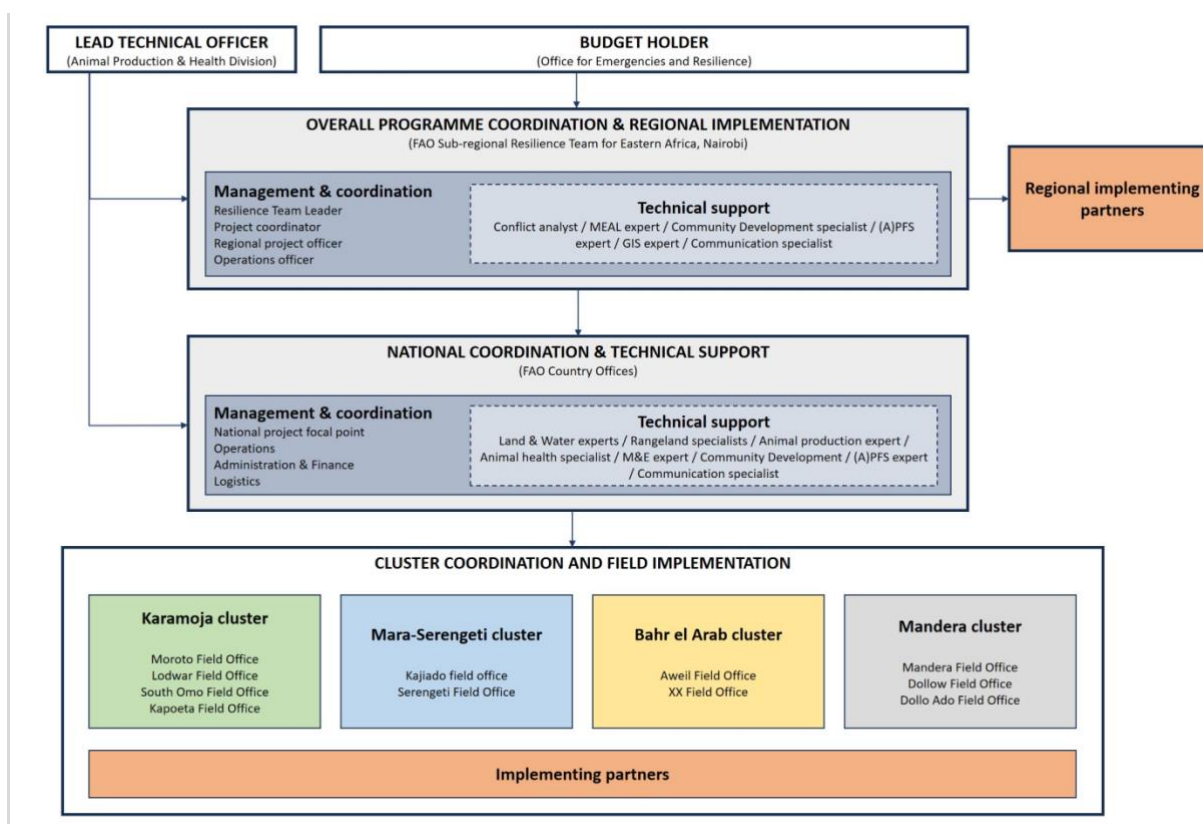 LEAD TECHNICAL OFFICER
(Animal Production & Health Division)
BUDGET HOLDER
(Office for Emergencies and Resilience)
OVERALL PROGRAMME COORDINATION & REGIONAL IMPLEMENTATION
(FAO Sub-regional Resilience Team for Eastern Africa, Nairobi)
Management & coordination
Resilience Team Leader
Project coordinator
Regional project officer
Operations officer
Technical support
Conflict analyst / MEAL expert / Community Development specialist / (A)PFS
expert / GIS expert / Communication specialist
Regional implementing
partners
NATIONAL COORDINATION & TECHNICAL SUPPORT
(FAO Country Offices)
Management & coordination
National project focal point
Operations
Administration & Finance
Logistics
Technical support
Land & Water experts / Rangeland specialists / Animal production expert /
Animal health specialist / M&E expert / Community Development / (A)PFS expert
/ Communication specialist
CLUSTER COORDINATION AND FIELD IMPLEMENTATION
Karamoja cluster
Moroto Field Office
Lodwar Field Office
South Omo Field Office
Kapoeta Field Office
Mara-Serengeti cluster
Kajiado field office
Serengeti Field Office
Bahr el Arab cluster
Aweil Field Office
XX Field Office
Mandera cluster
Mandera Field Office
Dollow Field Office
Dollo Ado Field Office
Implementing partners